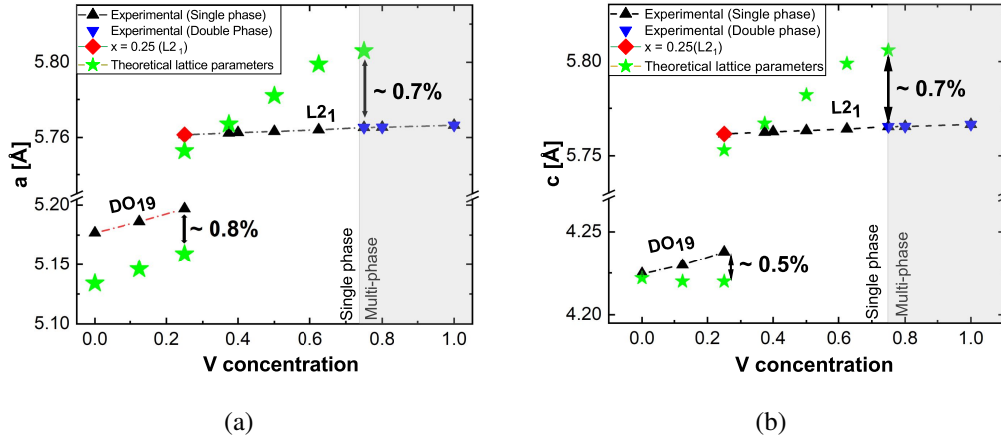 Experimental (Single phase)
Experimental (Double Phase)
x = 0.25 (L2 1)
Theoretical lattice parameters
5.80
5.76
5.20
5.15
5.10
a [Å]
~ 0.7%
L21
DO19
~ 0.8%
Single phase
Multi-phase
0.0 0.2 0.4 0.6 0.8 1.0
V concentration
(a)
Experimental (Single phase)
Experimental (Double Phase)
x = 0.25(L21)
Theoretical lattice parameters
5.80
5.75
4.25
4.20
c [Å]
~ 0.7%
L21
DO19
~ 0.5%
Single phase
Multi-phase
0.0 0.2 0.4 0.6 0.8 1.0
V concentration
(b)